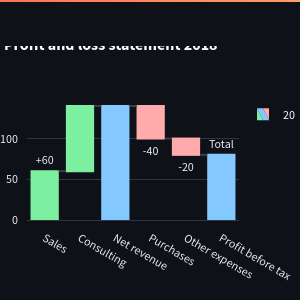 Profit and loss statement 2018
20
100
50
0
+60
-40
-20
Total
Sales
Consulting
Net revenue
Purchases
Other expenses
Profit before tax